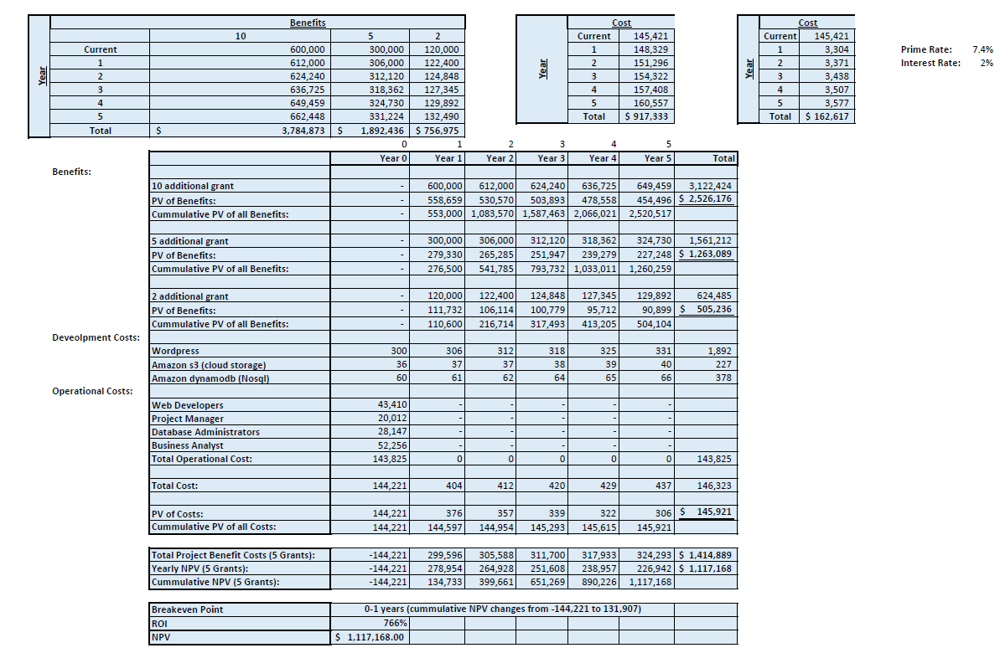 Benefits Cost Cost
10 5 2 Current 145,421 Current 145,421
Current 600,000 300,000 120,000 1 148,329 1 3,304 Prime Rate: 7.4%
1 612,000 306,000 122,400 2 151,296 2 3,371 Interest Rate: 2%
2 624,240 312,120 124,848 3 154,322 3 3,438
Year Year Year
3 636,725 318,362 127,345 4 157,408 4 3,507
4 649,459 324,730 129,892 5 160,557 5 3,577
5 662,448 331,224 132,490 Total $ 917,333 Total $ 162,617
Total $ 3,784,873 $ 1,892,436 $ 756,975
0 1 2 3 4 5
Year 0 Year 1 Year 2 Year 3 Year 4 Year 5 Total
Benefits:
10 additional grant - 600,000 612,000 624,240 636,725 649,459 3,122,424
PV of Benefits: - 558,659 530,570 503,893 478,558 454,496 $ 2,526,176
Cummulative PV of all Benefits: - 553,000 1,083,570 1,587,463 2,066,021 2,520,517
5 additional grant - 300,000 306,000 312,120 318,362 324,730 1,561,212
PV of Benefits: - 279,330 265,285 251,947 239,279 227,248 $ 1,263,089
Cummulative PV of all Benefits: - 276,500 541,785 793,732 1,033,011 1,260,259
2 additional grant - 120,000 122,400 124,848 127,345 129,892 624,485
PV of Benefits: - 111,732 106,114 100,779 95,712 90,899 $ 505,236
Cummulative PV of all Benefits: - 110,600 216,714 317,493 413,205 504,104
Deveolpment Costs:
Wordpress 300 306 312 318 325 331 1,892
Amazon s3 (cloud storage) 36 37 37 38 39 40 227
Amazon dynamodb (Nosql) 60 61 62 64 65 66 378
Operational Costs:
Web Developers 43,410 - - - - -
Project Manager 20,012 - - - - -
Database Administrators 28,147 - - - - -
Business Analyst 52,256 - - - - -
Total Operational Cost: 143,825 0 0 0 0 0 143,825
Total Cost: 144,221 404 412 420 429 437 146,323
PV of Costs: 144,221 376 357 339 322 306 $ 145,921
Cummulative PV of all Costs: 144,221 144,597 144,954 145,293 145,615 145,921
Total Project Benefit Costs (5 Grants): -144,221 299,596 305,588 311,700 317,933 324,293 $ 1,414,889
Yearly NPV (5 Grants): -144,221 278,954 264,928 251,608 238,957 226,942 $ 1,117,168
Cummulative NPV (5 Grants): -144,221 134,733 399,661 651,269 890,226 1,117,168
Breakeven Point 0-1 years (cummulative NPV changes from -144,221 to 131,907)
ROI 766%
NPV $ 1,117,168.00